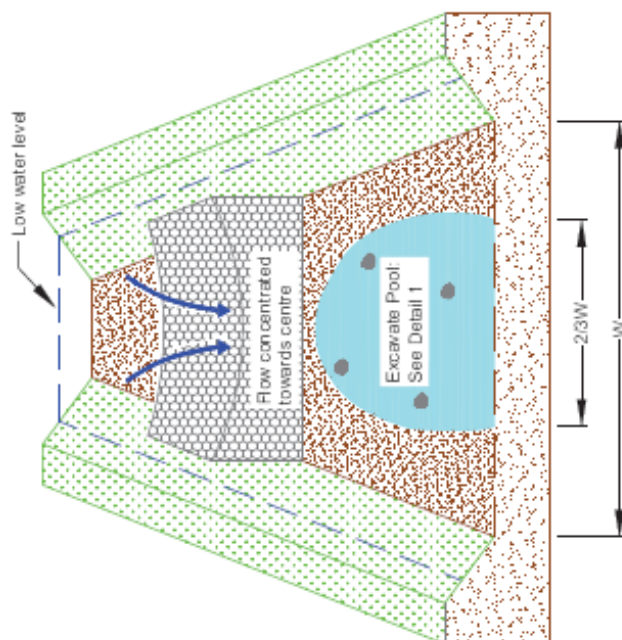 Low water level
Flow concentrated
towards centre
Excavate Pool:
See Detail 1
2/3W
W